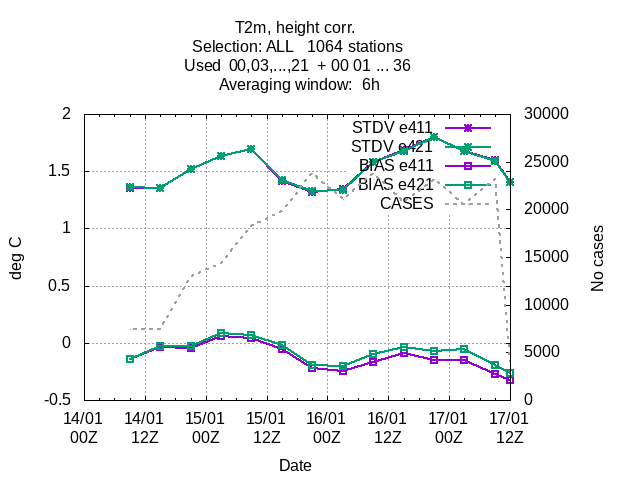 T2m, height corr.
Selection: ALL   1064 stations
Used  00,03,...,21  + 00 01 ... 36
Averaging window:  6h
2
1.5
1
0.5
0
-0.5
30000
25000
20000
15000
10000
5000
0
STDV e411
STDV e421
BIAS e411
BIAS e421
CASES
deg C
No cases
14/01 14/01 15/01 15/01 16/01 16/01 17/01 17/01
00Z 12Z 00Z 12Z 00Z 12Z 00Z 12Z
Date